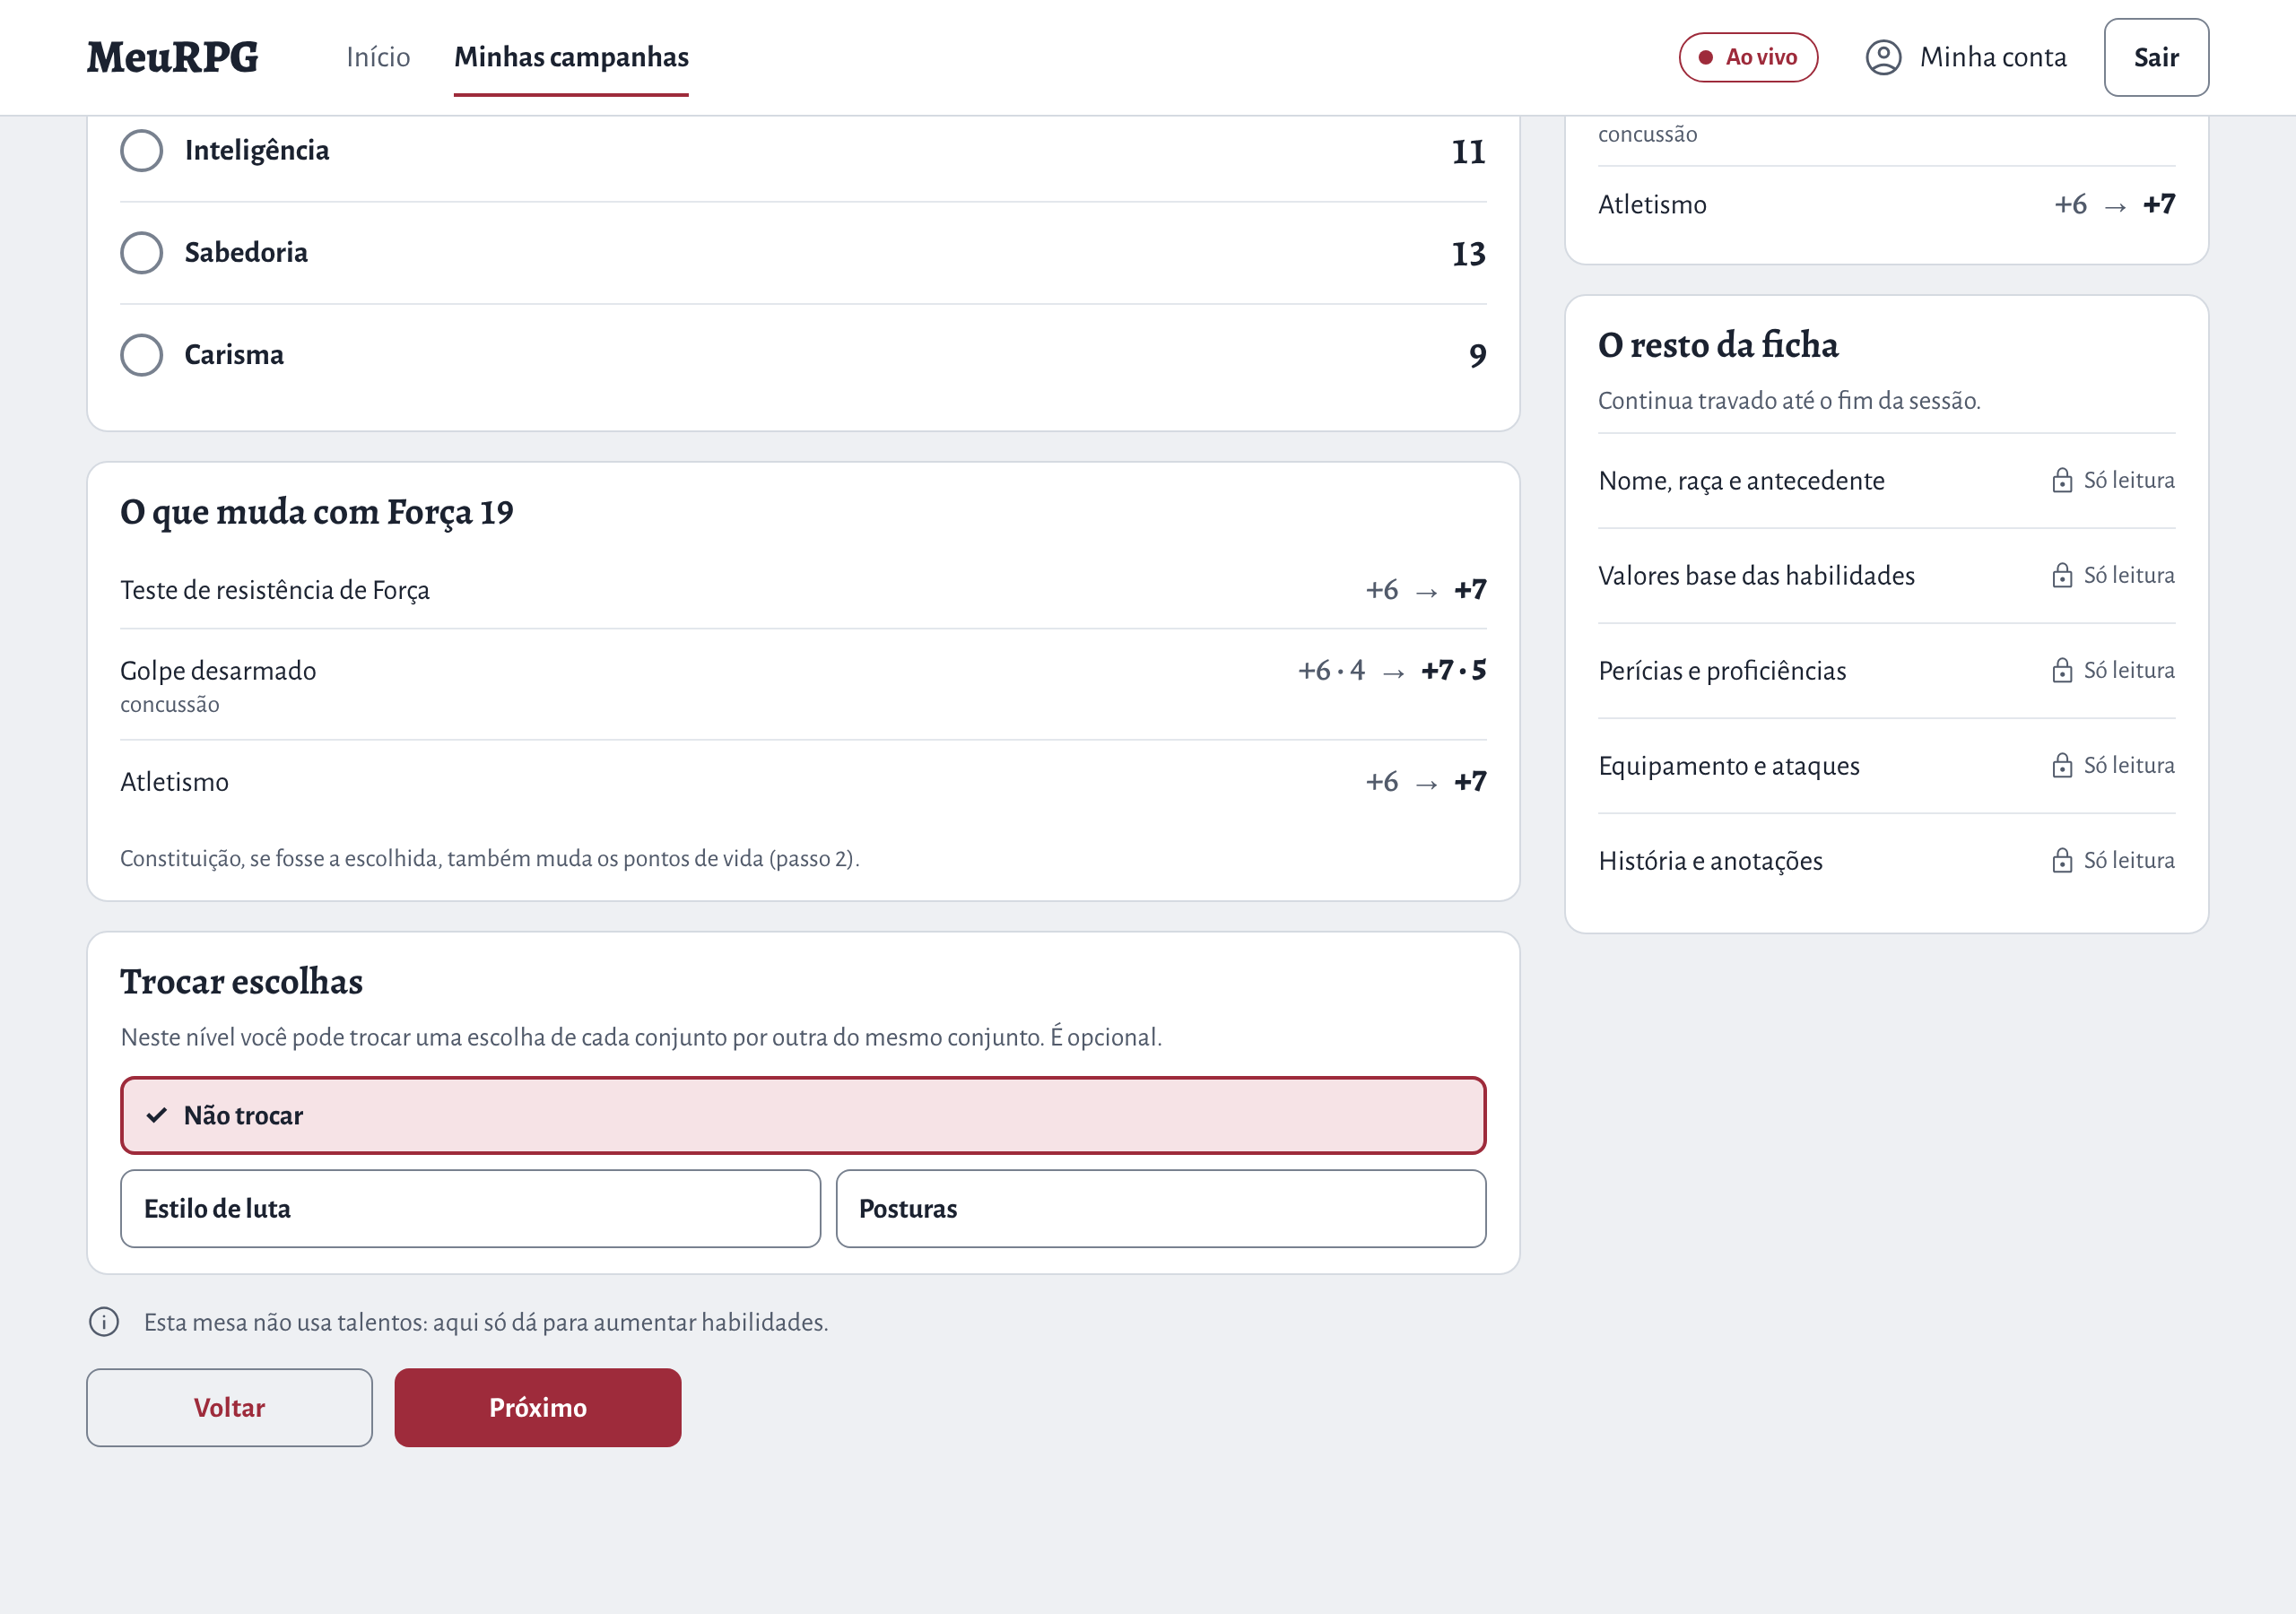 MeuRPG
Início
Minhas campanhas
Ao vivo
Minha conta
Sair
Inteligência 11
Sabedoria 13
Carisma 9
O que muda com Força 19
Teste de resistência de Força +6 → +7
Golpe desarmado +6 · 4 → +7 · 5
concussão
Atletismo +6 → +7
Constituição, se fosse a escolhida, também muda os pontos de vida (passo 2).
Trocar escolhas
Neste nível você pode trocar uma escolha de cada conjunto por outra do mesmo conjunto. É opcional.
Não trocar
Estilo de luta
Posturas
Esta mesa não usa talentos: aqui só dá para aumentar habilidades.
Voltar
Próximo
concussão
Atletismo +6 → +7
O resto da ficha
Continua travado até o fim da sessão.
Nome, raça e antecedente Só leitura
Valores base das habilidades Só leitura
Perícias e proficiências Só leitura
Equipamento e ataques Só leitura
História e anotações Só leitura